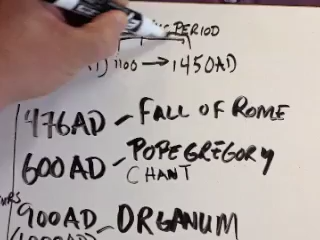 PERIOD
1100 → 1450AD
476AD - FALL OF ROME
600AD - POPE GREGORY
CHANT
900AD - ORGANUM